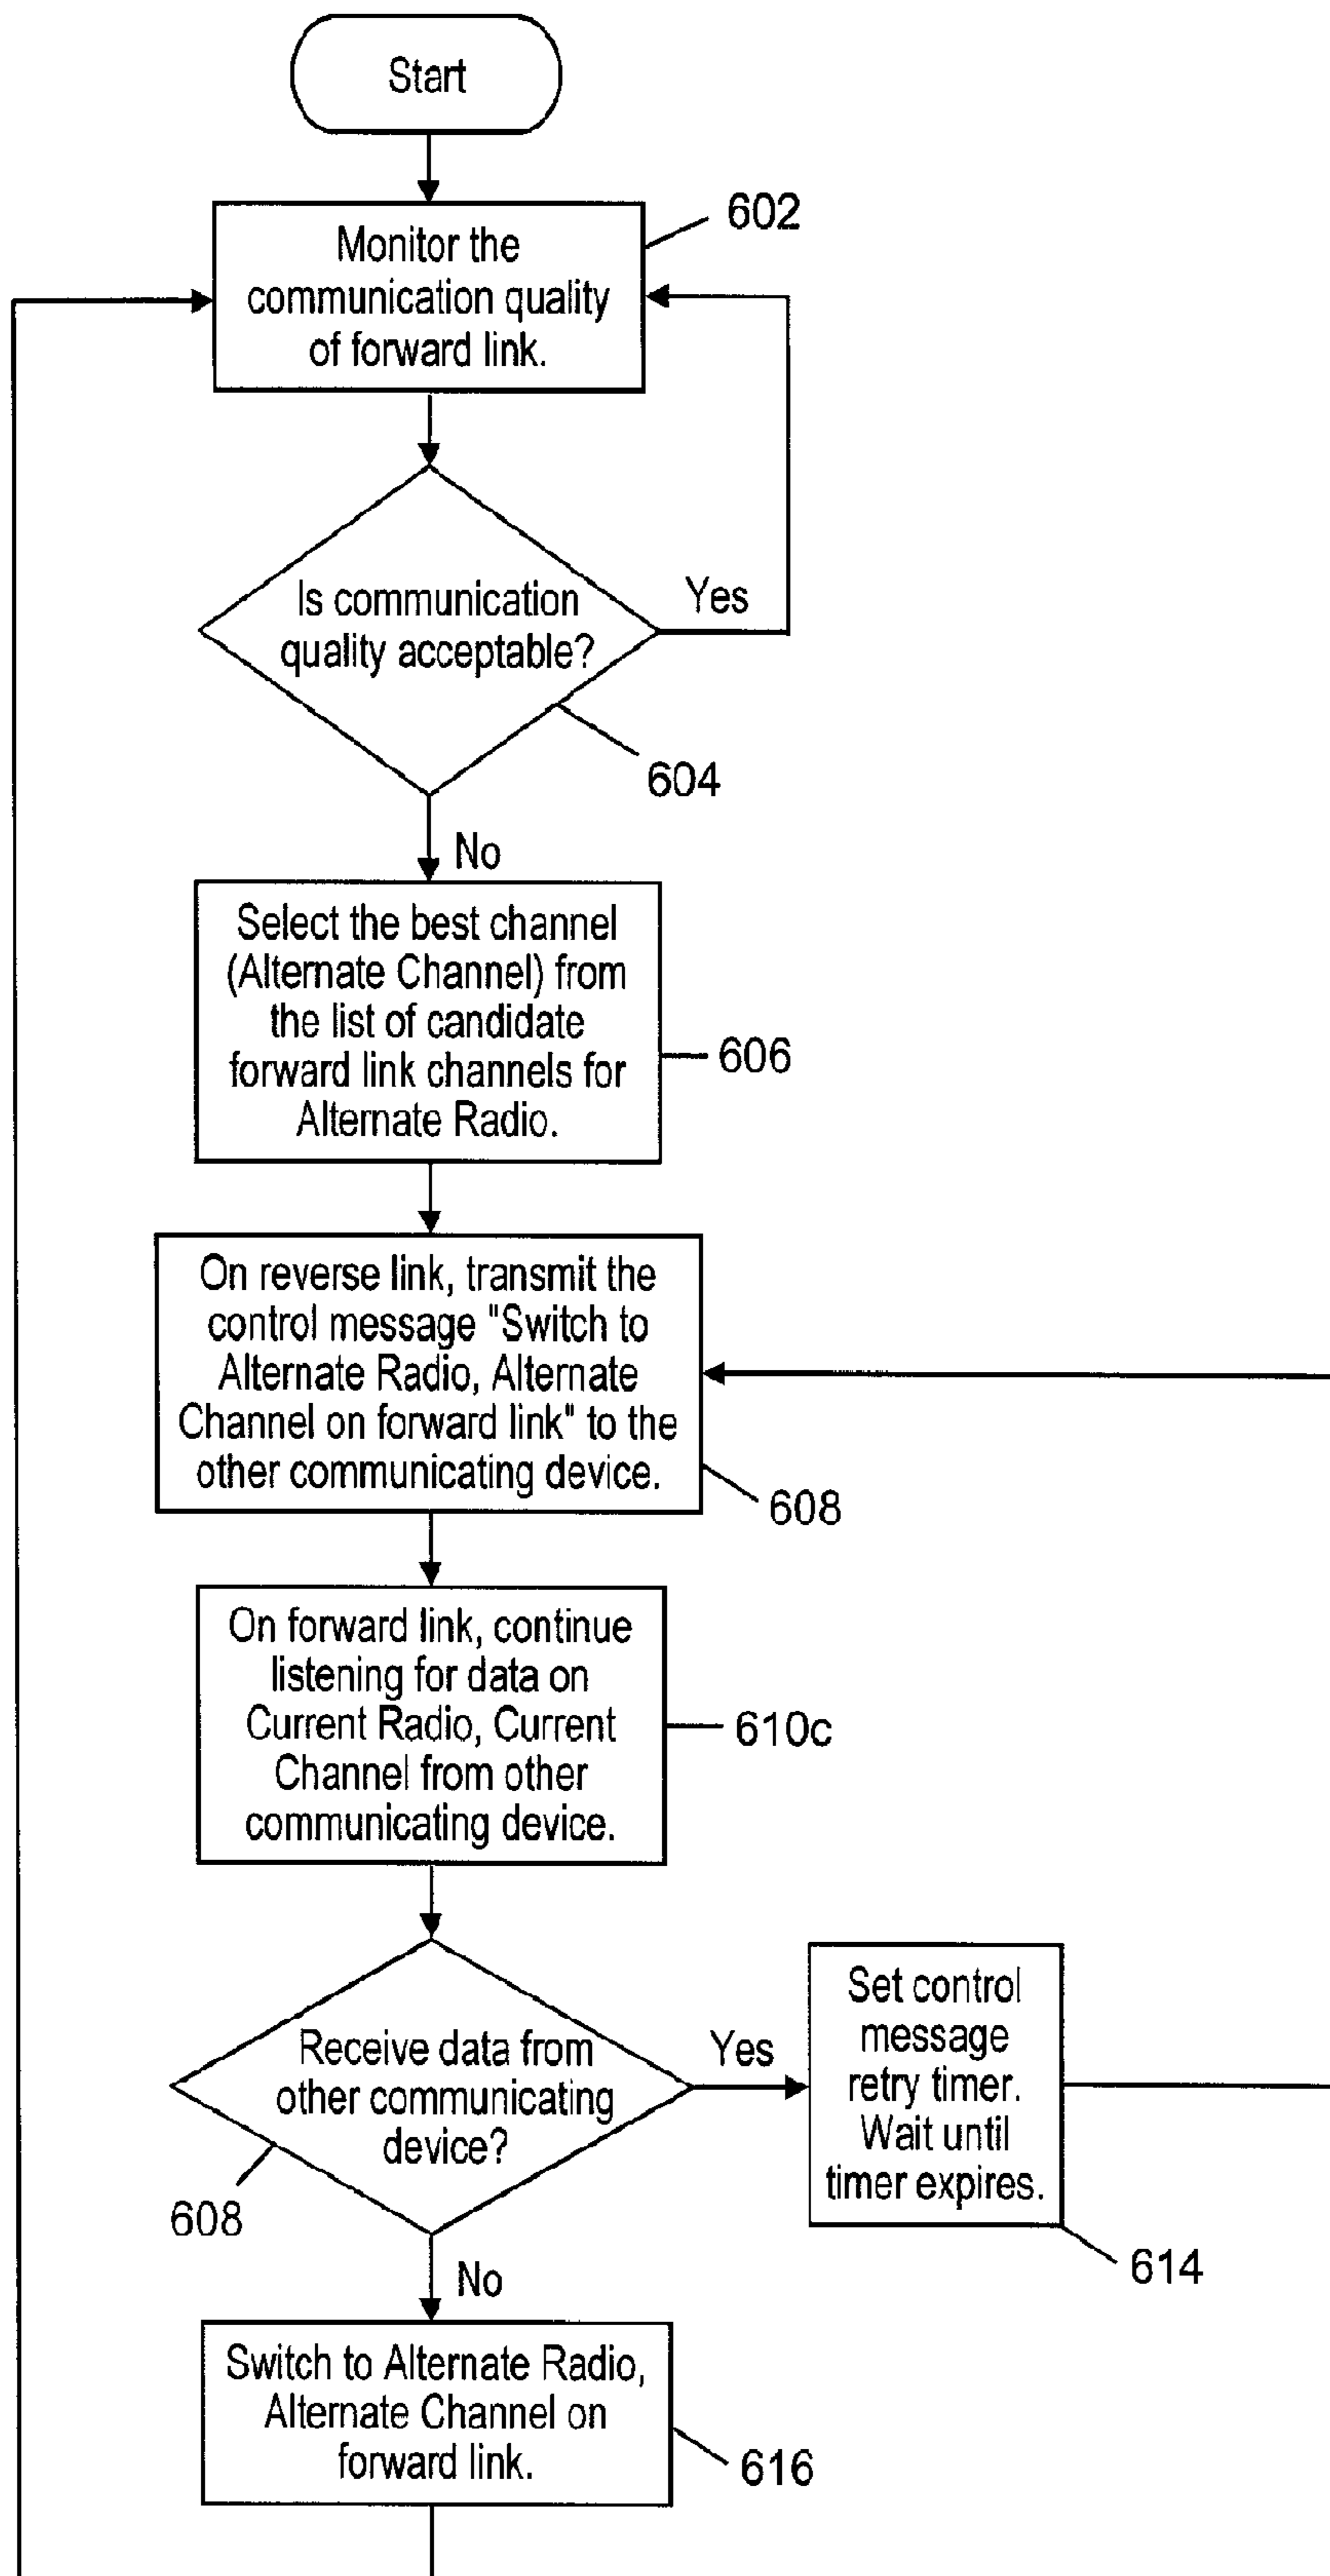 Start
602
Monitor the
communication quality
of forward link.
Is communication
quality acceptable?
Yes
604
No
Select the best channel
(Alternate Channel) from
the list of candidate
forward link channels for
Alternate Radio.
606
On reverse link, transmit the
control message "Switch to
Alternate Radio, Alternate
Channel on forward link" to the
other communicating device.
608
On forward link, continue
listening for data on
Current Radio, Current
Channel from other
communicating device.
610c
Receive data from
other communicating
device?
Yes
608
Set control
message
retry timer.
Wait until
timer expires.
614
No
Switch to Alternate Radio,
Alternate Channel on
forward link.
616